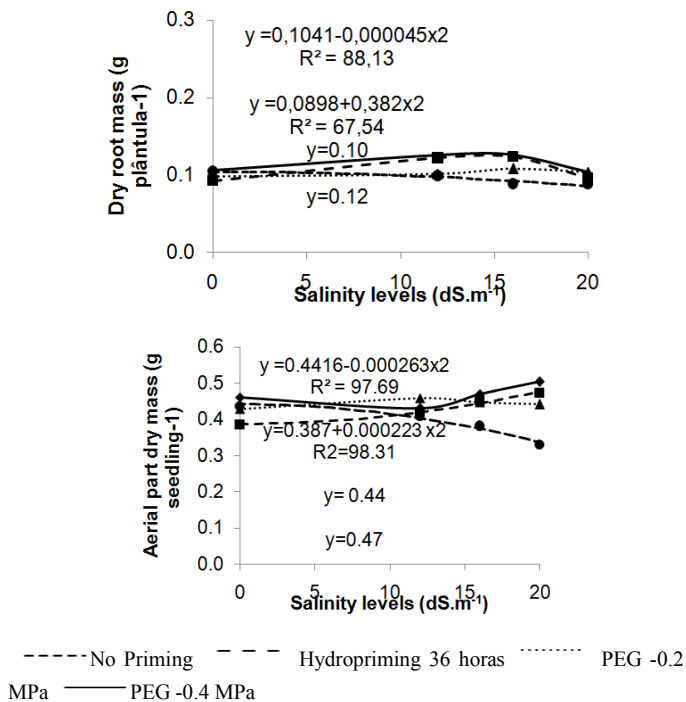 0.3
0.2
0.1
0.0
Dry root mass (g
plântula-1)
y =0,1041-0,000045x2
R² = 88,13
y=0,0898+0,382x2
R² = 67,54
y=0.10
y=0.12
0 5 10 15 20
Salinity levels (dS.m-1)
0.6
0.5
0.4
0.3
0.2
0.1
0.0
Aerial part dry mass (g
seedling-1)
y =0.4416-0.000263x2
R² = 97.69
y=0.387+0.000223 x2
R2=98.31
y= 0.44
y=0.47
0 5 10 15 20
Salinity levels (dS.m-1)
No Priming Hydropriming 36 horas PEG -0.2
MPa PEG -0.4 MPa